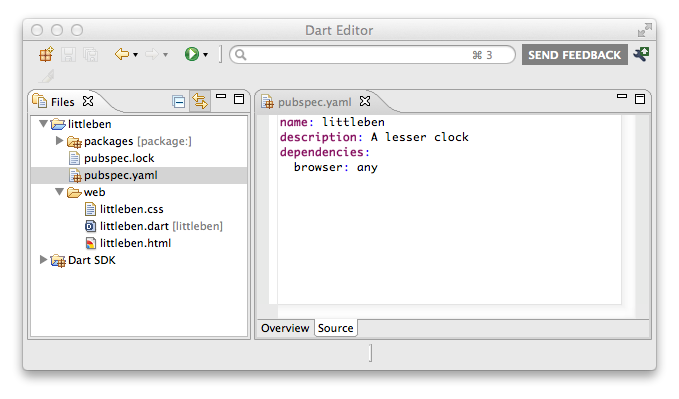 Dart Editor
⌘ 3
SEND FEEDBACK
Files
pubspec.yaml
littleben
packages [package:]
pubspec.lock
pubspec.yaml
web
littleben.css
littleben.dart [littleben]
littleben.html
Dart SDK
name: littleben
description: A lesser clock
dependencies:
browser: any
Overview Source